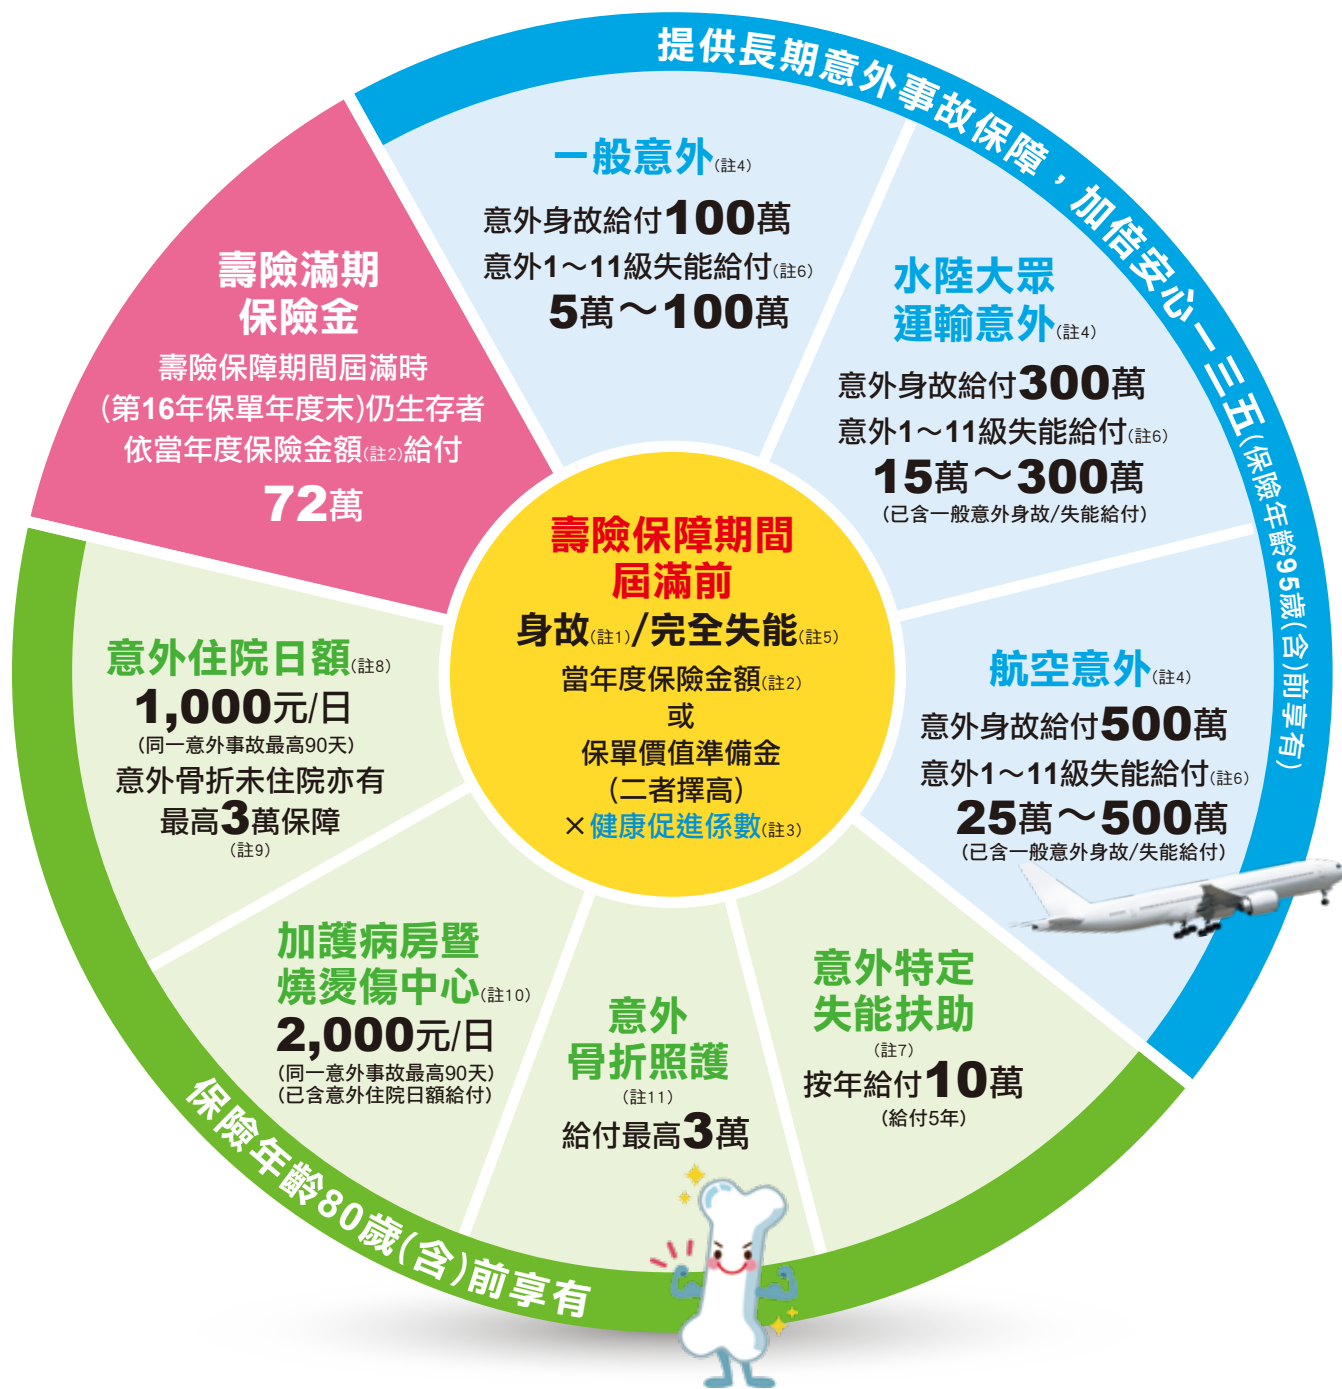 提供長期意外事故保障，加倍安心一三五(保險年齡95歲(含)前享有)
一般意外(註4)
意外身故給付100萬
意外1～11級失能給付(註6)
5萬～100萬
水陸大眾
運輸意外(註4)
意外身故給付300萬
意外1～11級失能給付(註6)
15萬～300萬
(已含一般意外身故/失能給付)
航空意外(註4)
意外身故給付500萬
意外1～11級失能給付(註6)
25萬～500萬
(已含一般意外身故/失能給付)
壽險滿期
保險金
壽險保障期間屆滿時
(第16年保單年度末)仍生存者
依當年度保險金額(註2)給付
72萬
壽險保障期間
屆滿前
身故(註1)/完全失能(註5)
當年度保險金額(註2)
或
保單價值準備金
(二者擇高)
×健康促進係數(註3)
意外住院日額(註8)
1,000元/日
(同一意外事故最高90天)
意外骨折未住院亦有
最高3萬保障
(註9)
加護病房暨
燒燙傷中心(註10)
2,000元/日
(同一意外事故最高90天)
(已含意外住院日額給付)
意外
骨折照護
(註11)
給付最高3萬
意外特定
失能扶助
(註7)
按年給付10萬
(給付5年)
保險年齡80歲(含)前享有